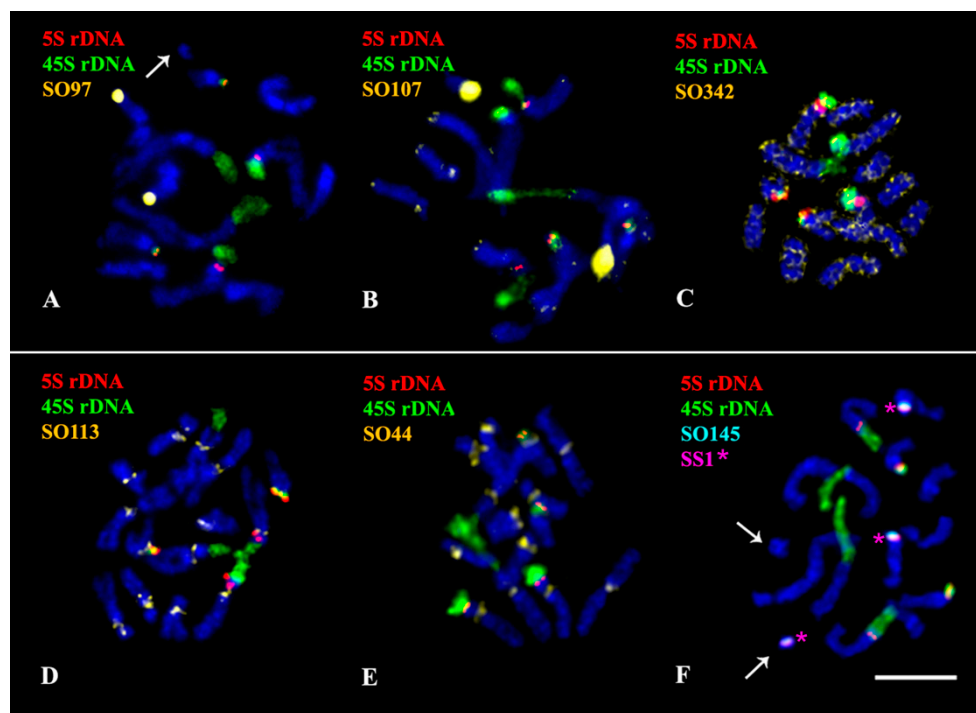 5S rDNA
45S rDNA
SO97
A
5S rDNA
45S rDNA
SO107
B
5S rDNA
45S rDNA
SO342
C
5S rDNA
45S rDNA
SO113
D
5S rDNA
45S rDNA
SO44
E
5S rDNA
45S rDNA
SO145
SS1*
*
*
*
F